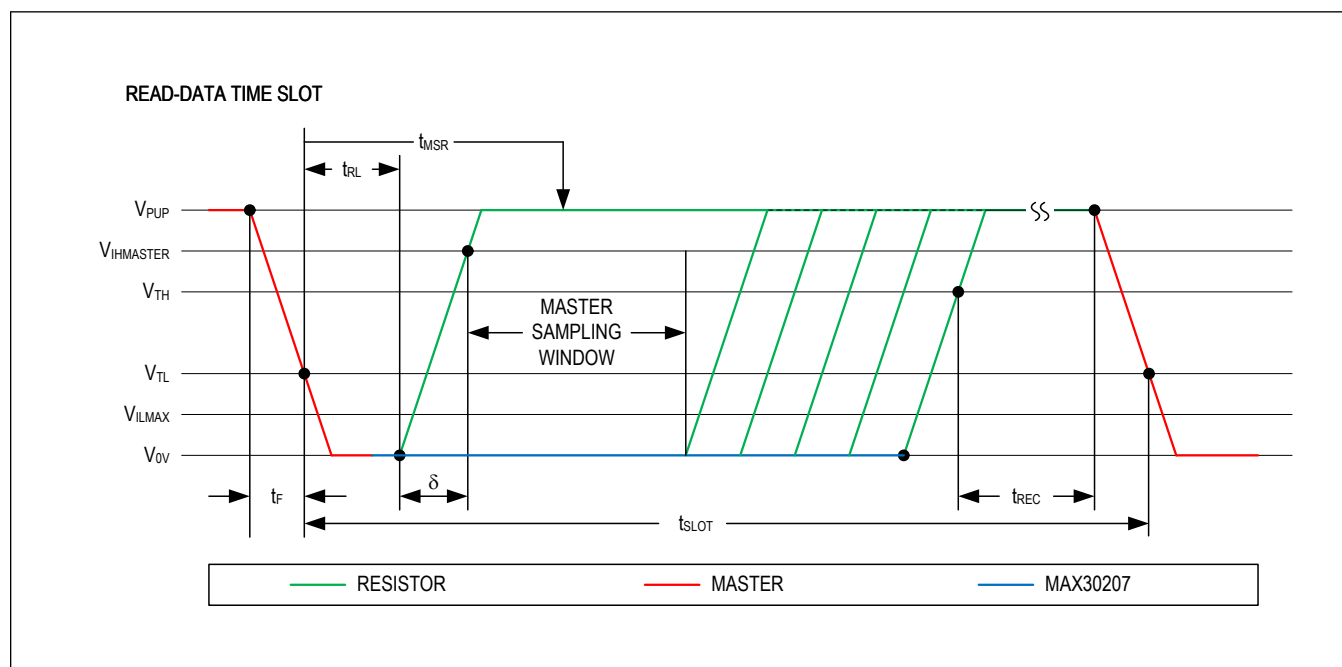 READ-DATA TIME SLOT
tMSR
tRL
VPUP
VIHMASTER
VTH
MASTER
SAMPLING
WINDOW
VTL
VILMAX
V0V
tF
δ
tREC
tSLOT
RESISTOR MASTER MAX30207